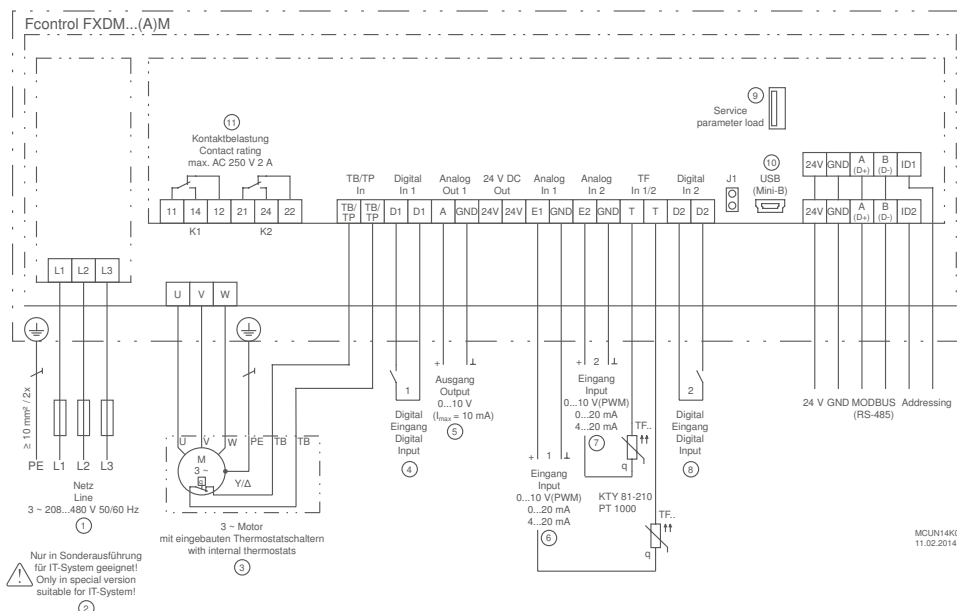 Fcontrol FXDM...(A)M
9
Service
parameter load
11
Kontaktbelastung
Contact rating
max. AC 250 V 2 A
10
USB
(Mini-B)
J1
TB/TP
In
Digital
In 1
Analog
Out 1
24 V DC
Out
Analog
In 1
Analog
In 2
TF
In 1/2
Digital
In 2
24V GND A (D+) B (D-) ID1
11 14 12 21 24 22
K1 K2
TB/TP TB/TP D1 D1 A GND 24V 24V E1 GND E2 GND T T D2 D2
24V GND A (D+) B (D-) ID2
L1 L2 L3
U V W
≥ 10 mm² / 2x
PE L1 L2 L3
Netz
Line
3 ~ 208...480 V 50/60 Hz
1
Nur in Sonderausführung
für IT-System geeignet!
Only in special version
suitable for IT-System!
2
U V W PE TB TB
M
3 ~
Y/Δ
3 ~ Motor
mit eingebauten Thermostatschaltern
with internal thermostats
3
1
Digital
Eingang
Digital
Input
4
+ ⊥
Ausgang
Output
0...10 V
(Imax = 10 mA)
5
+ 1 ⊥
Eingang
Input
0...10 V(PWM)
0...20 mA
4...20 mA
6
+ 2 ⊥
Eingang
Input
0...10 V(PWM)
0...20 mA
4...20 mA
7
TF..
q
KTY 81-210
PT 1000
TF..
q
2
Digital
Eingang
Digital
Input
8
24 V GND MODBUS Addressing
(RS-485)
11.02.2014